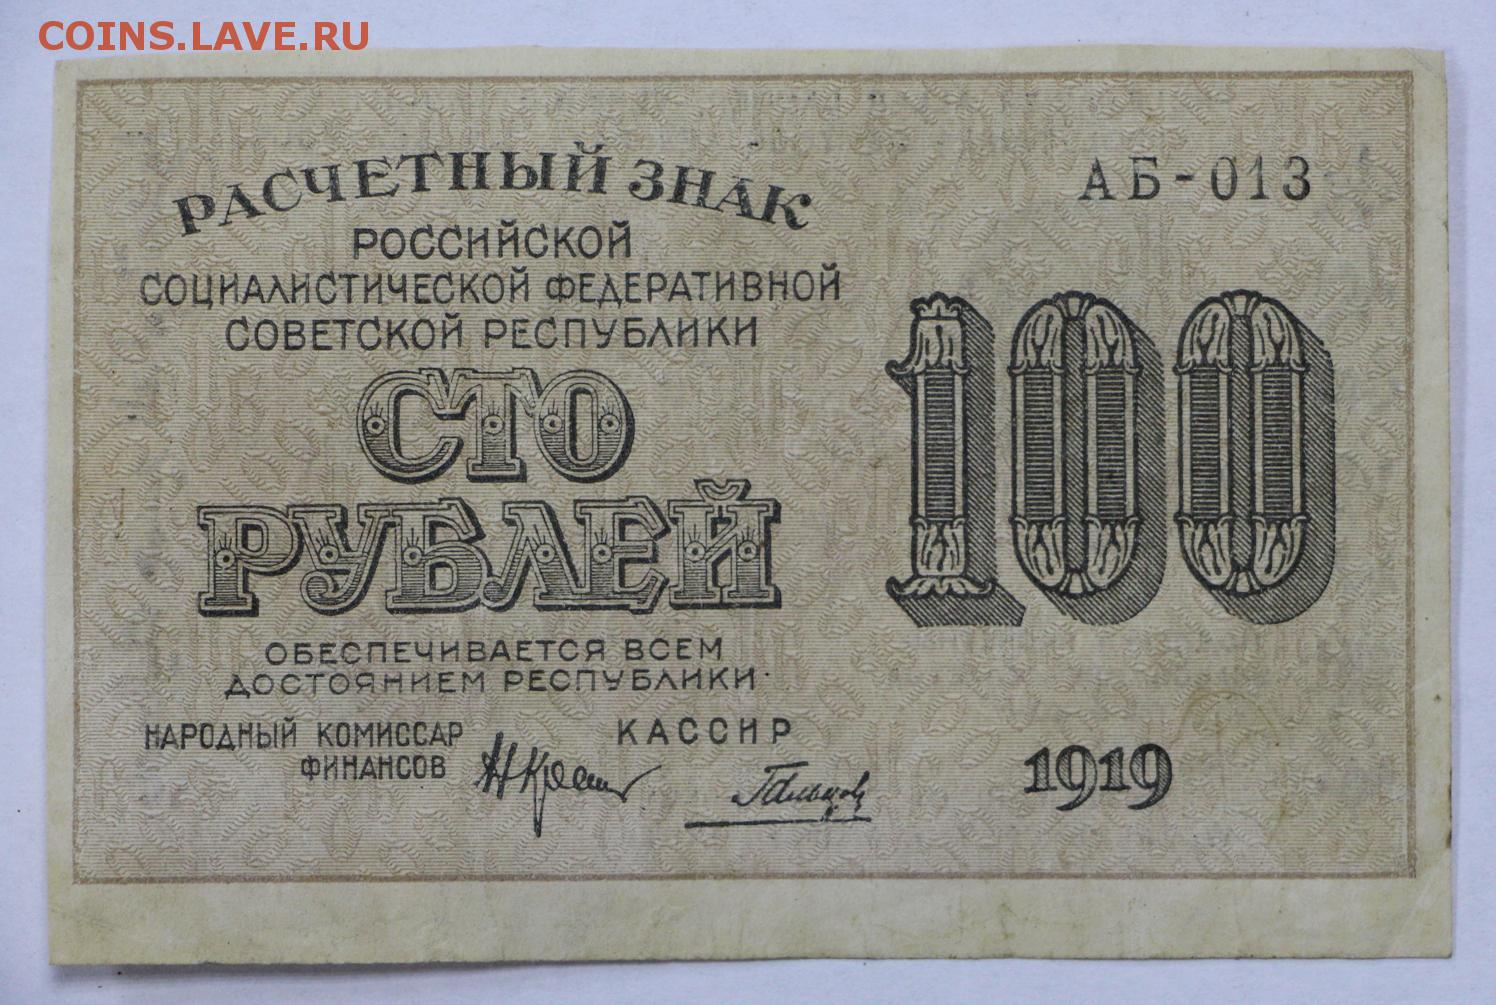 COINS.LAVE.RU
РАСЧЕТНЫЙ ЗНАК
АБ-013
РОССИЙСКОЙ
СОЦИАЛИСТИЧЕСКОЙ ФЕДЕРАТИВНОЙ
СОВЕТСКОЙ РЕСПУБЛИКИ
100
СТО
РУБЛЕЙ
ОБЕСПЕЧИВАЕТСЯ ВСЕМ
ДОСТОЯНИЕМ РЕСПУБЛИКИ
НАРОДНЫЙ КОМИССАР
ФИНАНСОВ
КАССИР
Гальцов
1919